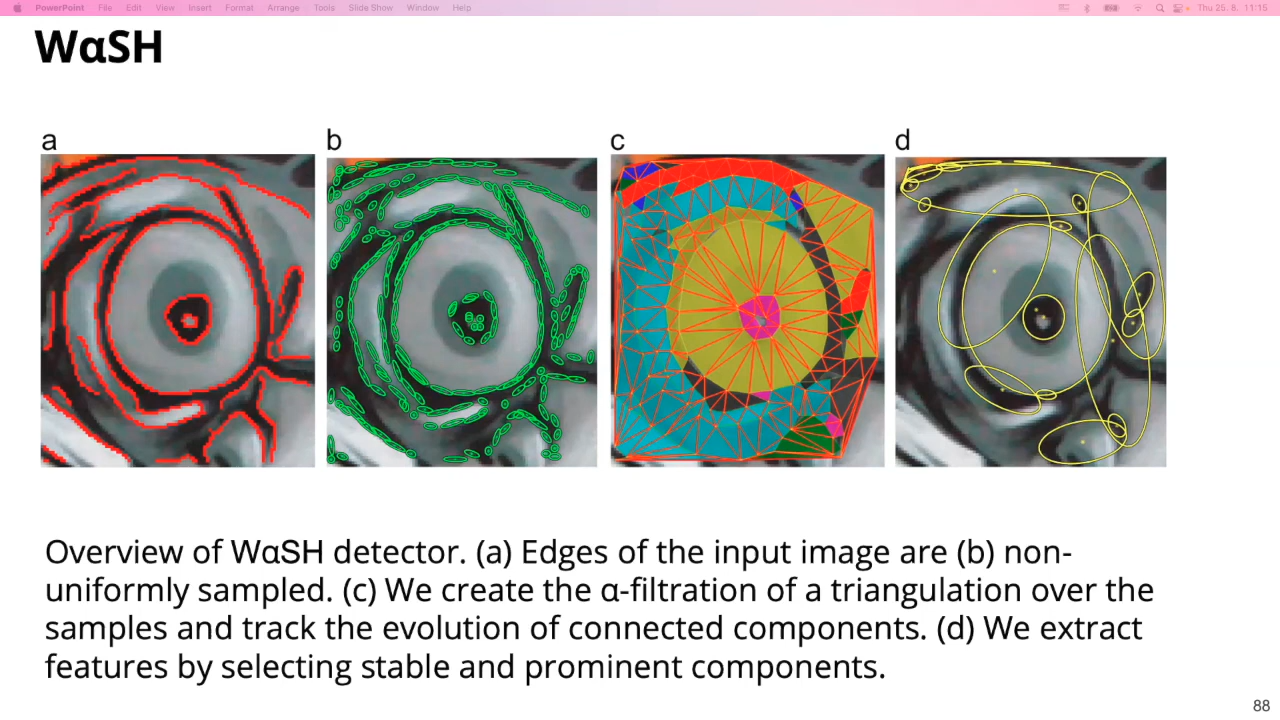 PowerPoint File Edit View Insert Format Arrange Tools Slide Show Window Help Thu 25. 8. 11:15
WαSH
a b c d
Overview of WαSH detector. (a) Edges of the input image are (b) non-
uniformly sampled. (c) We create the α-filtration of a triangulation over the
samples and track the evolution of connected components. (d) We extract
features by selecting stable and prominent components.
88